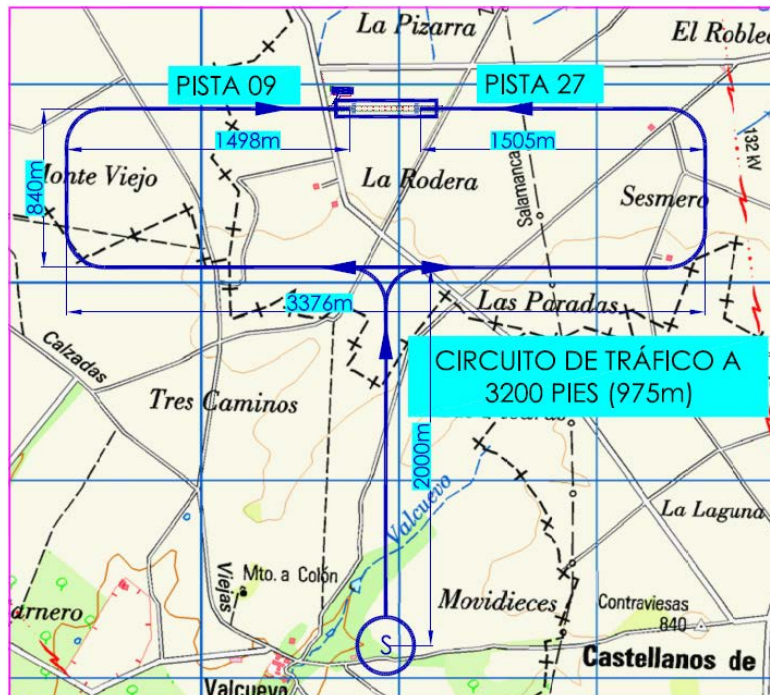 La Pizarra
El Roble
PISTA 09
PISTA 27
1498m
1505m
132 kV
840m
Monte Viejo
La Rodera
Salamanca
Sesmero
3376m
Las Paradas
Calzadas
CIRCUITO DE TRÁFICO A
3200 PIES (975m)
Tres Caminos
2000m
Valcuevo
La Laguna
Viejas
Mto. a Colón
arnero
Movidieces
Contraviesas
840
S
Castellanos de
Valcuevo